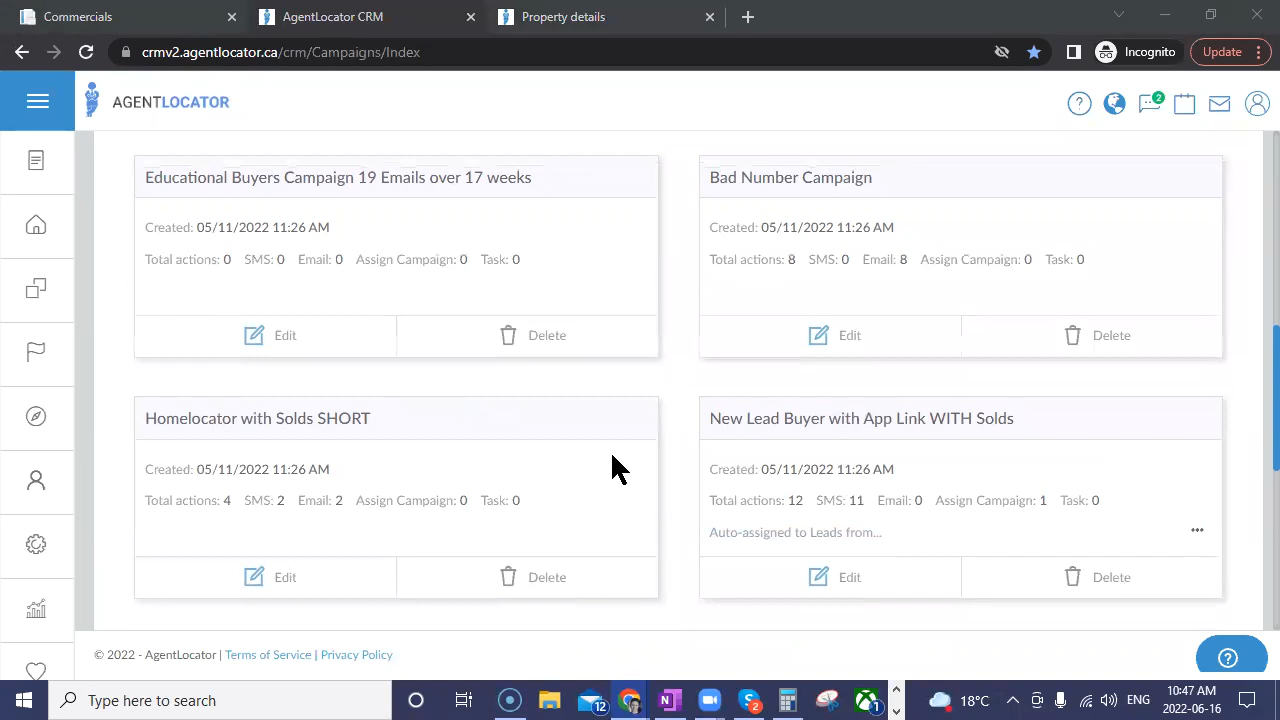 Commercials
AgentLocator CRM
Property details
crmv2.agentlocator.ca/crm/Campaigns/Index
Incognito
Update
AGENTLOCATOR
2
Educational Buyers Campaign 19 Emails over 17 weeks
Created: 05/11/2022 11:26 AM
Total actions: 0 SMS: 0 Email: 0 Assign Campaign: 0 Task: 0
Edit
Delete
Bad Number Campaign
Created: 05/11/2022 11:26 AM
Total actions: 8 SMS: 0 Email: 8 Assign Campaign: 0 Task: 0
Edit
Delete
Homelocator with Solds SHORT
Created: 05/11/2022 11:26 AM
Total actions: 4 SMS: 2 Email: 2 Assign Campaign: 0 Task: 0
Edit
Delete
New Lead Buyer with App Link WITH Solds
Created: 05/11/2022 11:26 AM
Total actions: 12 SMS: 11 Email: 0 Assign Campaign: 1 Task: 0
Auto-assigned to Leads from...
Edit
Delete
© 2022 - AgentLocator | Terms of Service | Privacy Policy
Type here to search
12
2
1
18°C
ENG
10:47 AM
2022-06-16